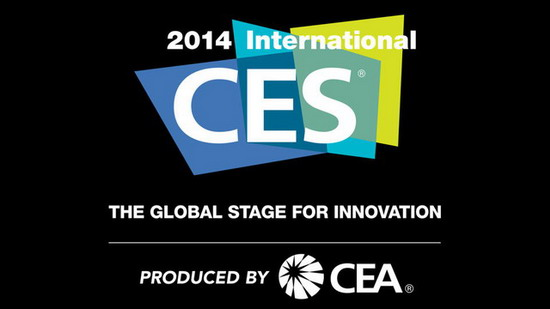 2014 International
CES®
THE GLOBAL STAGE FOR INNOVATION
PRODUCED BY CEA®